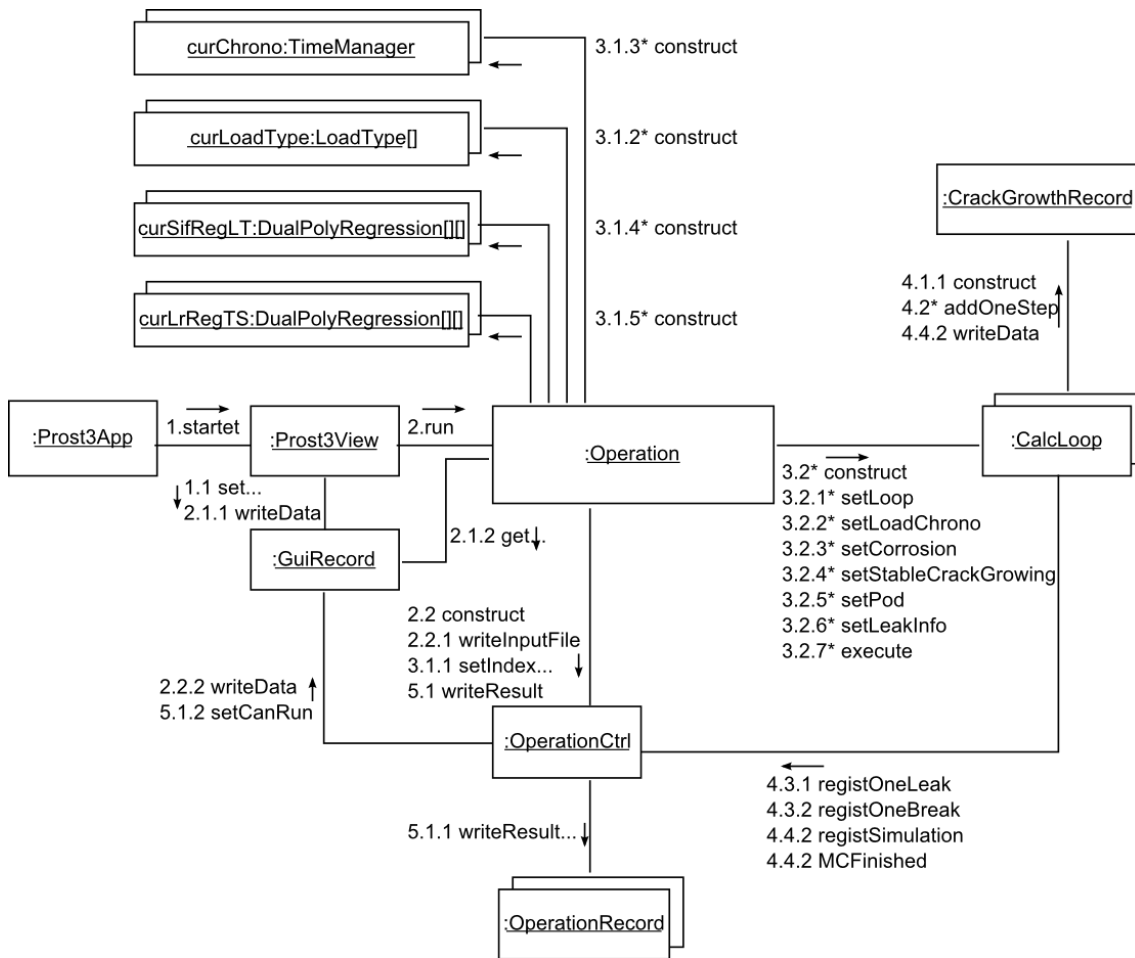 curChrono:TimeManager
3.1.3* construct
curLoadType:LoadType[]
3.1.2* construct
:CrackGrowthRecord
curSifRegLT:DualPolyRegression[][]
3.1.4* construct
curLrRegTS:DualPolyRegression[][]
3.1.5* construct
4.1.1 construct
4.2* addOneStep
4.4.2 writeData
:Prost3App
1.startet
:Prost3View
2.run
:Operation
:CalcLoop
1.1 set...
2.1.1 writeData
:GuiRecord
2.1.2 get...
3.2* construct
3.2.1* setLoop
3.2.2* setLoadChrono
3.2.3* setCorrosion
3.2.4* setStableCrackGrowing
3.2.5* setPod
3.2.6* setLeakInfo
3.2.7* execute
2.2 construct
2.2.1 writeInputFile
3.1.1 setIndex...
5.1 writeResult
2.2.2 writeData
5.1.2 setCanRun
:OperationCtrl
4.3.1 registOneLeak
4.3.2 registOneBreak
4.4.2 registSimulation
4.4.2 MCFinished
5.1.1 writeResult...
:OperationRecord